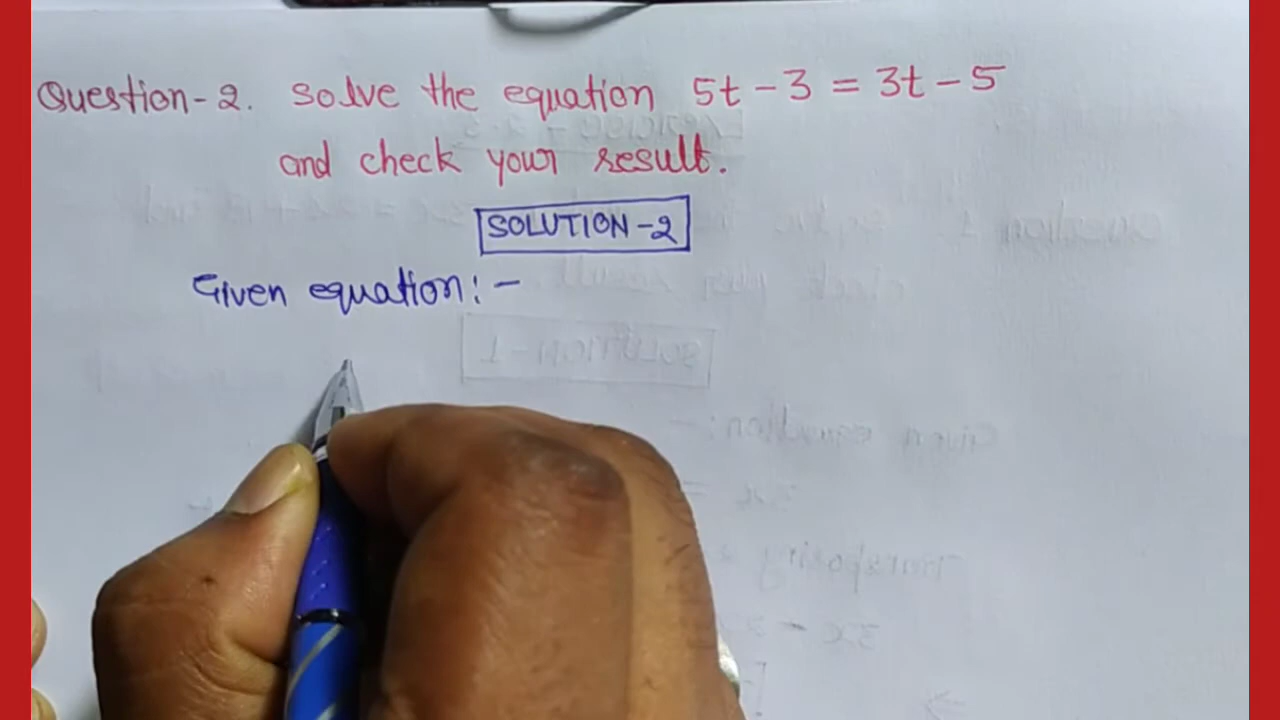 Question-2. Solve the equation 5t - 3 = 3t - 5
and check your result.
SOLUTION-2
Given equation:-